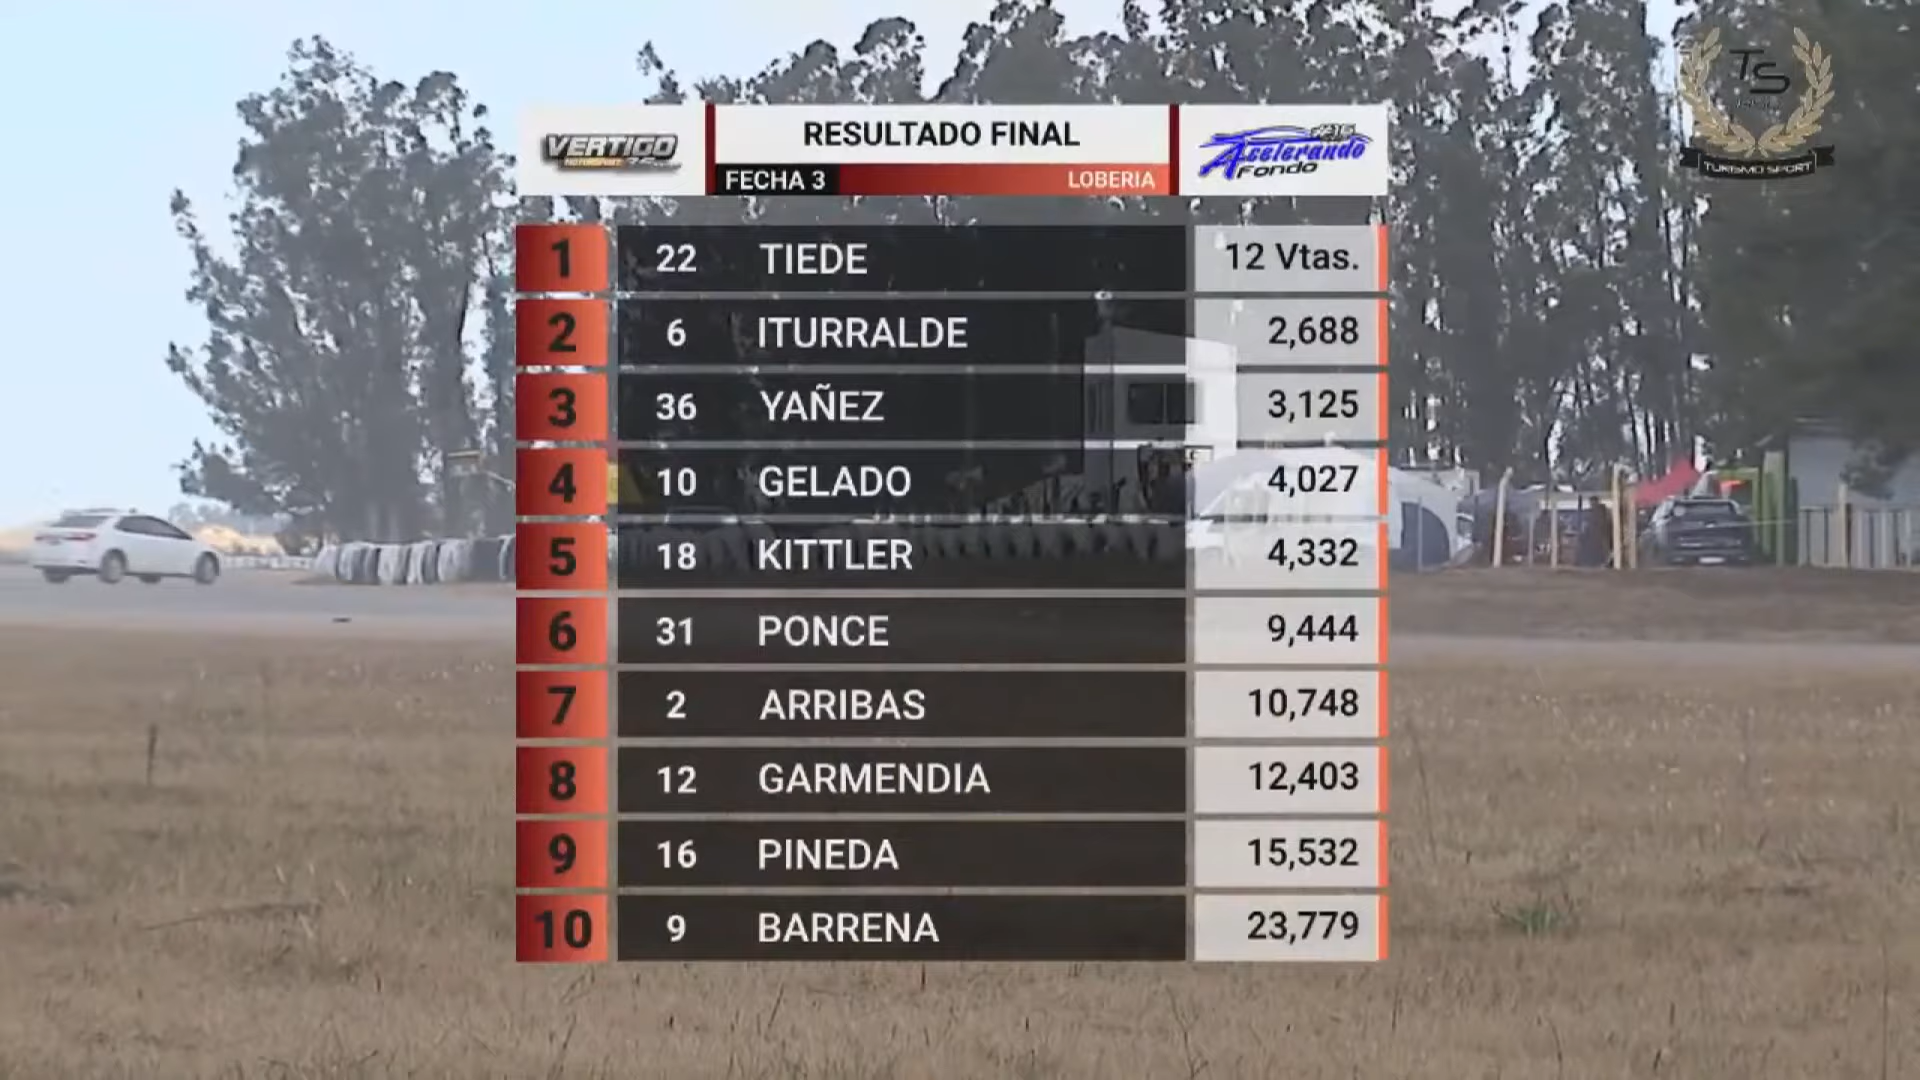 TS
TURISMO SPORT
VERTIGO
MOTORSPORT
RESULTADO FINAL
Acelerando
A FONDO
FECHA 3 LOBERIA
1 22 TIEDE 12 Vtas.
2 6 ITURRALDE 2,688
3 36 YAÑEZ 3,125
4 10 GELADO 4,027
5 18 KITTLER 4,332
6 31 PONCE 9,444
7 2 ARRIBAS 10,748
8 12 GARMENDIA 12,403
9 16 PINEDA 15,532
10 9 BARRENA 23,779